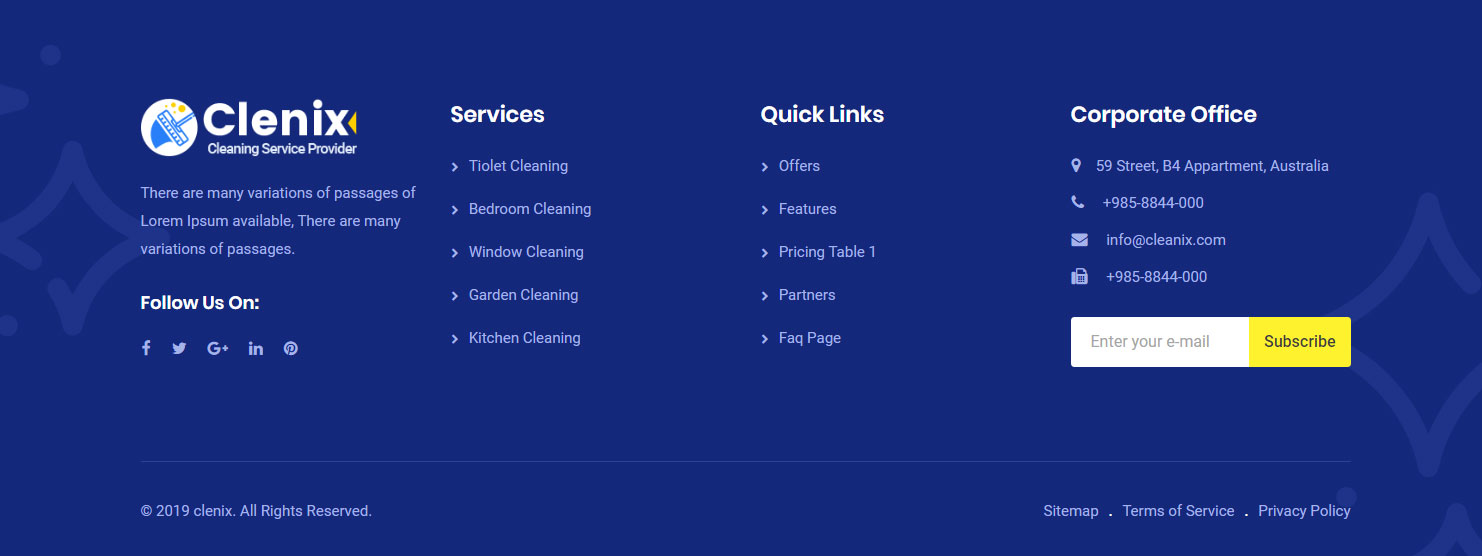 Clenix
Cleaning Service Provider
There are many variations of passages of
Lorem Ipsum available, There are many
variations of passages.
Follow Us On:
Services
Tiolet Cleaning
Bedroom Cleaning
Window Cleaning
Garden Cleaning
Kitchen Cleaning
Quick Links
Offers
Features
Pricing Table 1
Partners
Faq Page
Corporate Office
59 Street, B4 Appartment, Australia
+985-8844-000
info@cleanix.com
+985-8844-000
Enter your e-mail
Subscribe
© 2019 clenix. All Rights Reserved.
Sitemap . Terms of Service . Privacy Policy